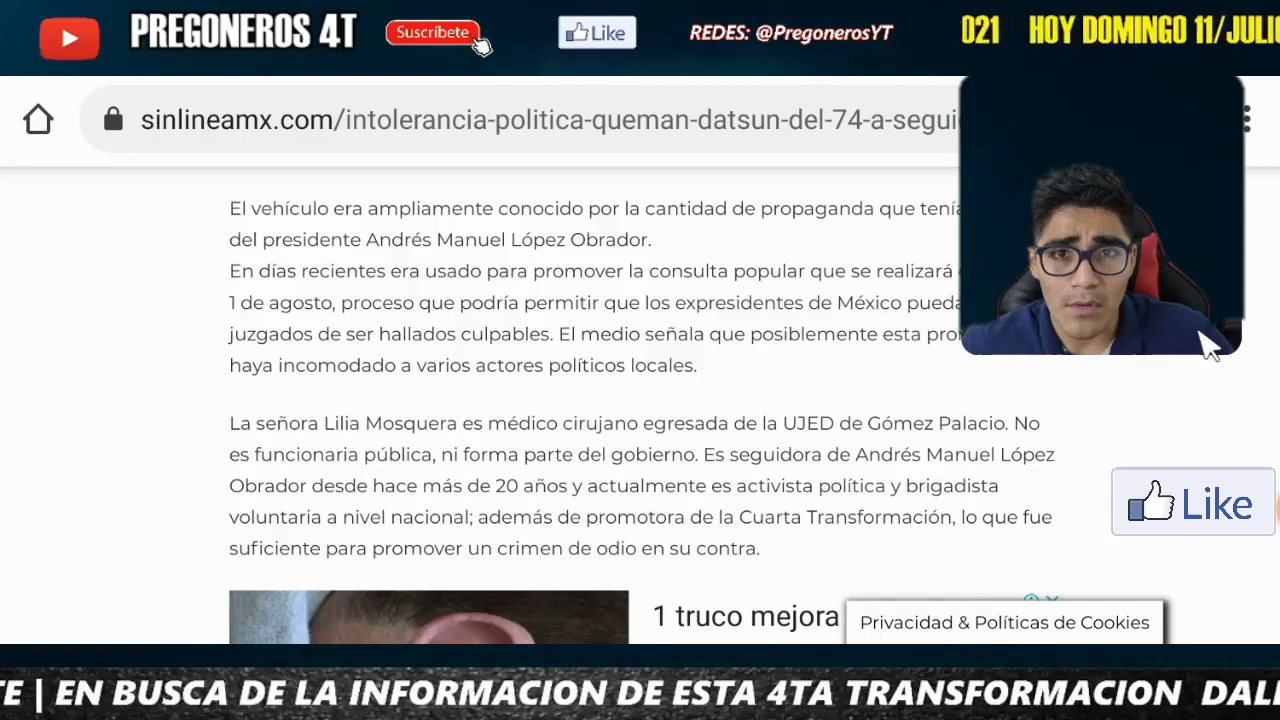 PREGONEROS 4T
Suscríbete
Like
REDES: @PregonerosYT
021 HOY DOMINGO 11/JULIO
sinlineamx.com/intolerancia-politica-queman-datsun-del-74-a-segui
El vehículo era ampliamente conocido por la cantidad de propaganda que tenía
del presidente Andrés Manuel López Obrador.
En días recientes era usado para promover la consulta popular que se realizará
1 de agosto, proceso que podría permitir que los expresidentes de México pueda
juzgados de ser hallados culpables. El medio señala que posiblemente esta pro
haya incomodado a varios actores políticos locales.
La señora Lilia Mosquera es médico cirujano egresada de la UJED de Gómez Palacio. No
es funcionaria pública, ni forma parte del gobierno. Es seguidora de Andrés Manuel López
Obrador desde hace más de 20 años y actualmente es activista política y brigadista
voluntaria a nivel nacional; además de promotora de la Cuarta Transformación, lo que fue
suficiente para promover un crimen de odio en su contra.
Like
1 truco mejora
Privacidad & Políticas de Cookies
TE | EN BUSCA DE LA INFORMACION DE ESTA 4TA TRANSFORMACION DALE